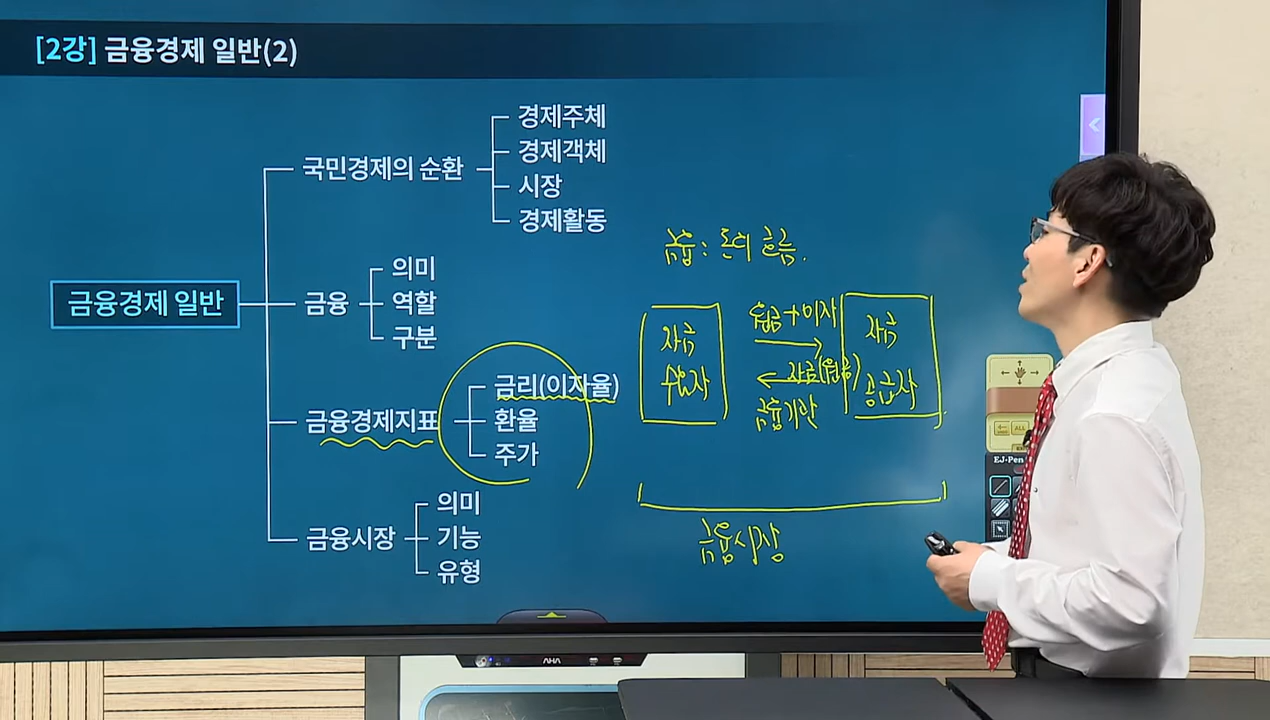 [2강] 금융경제 일반(2)
금융경제 일반
국민경제의 순환
경제주체
경제객체
시장
경제활동
금융
의미
역할
구분
금융경제지표
금리(이자율)
환율
주가
금융시장
의미
기능
유형
금융: 돈의 흐름.
자금
수요자
원금+이자
자금(원금)
금융기관
자금
공급자
금융시장
ALL
EJ-Pen
AHA